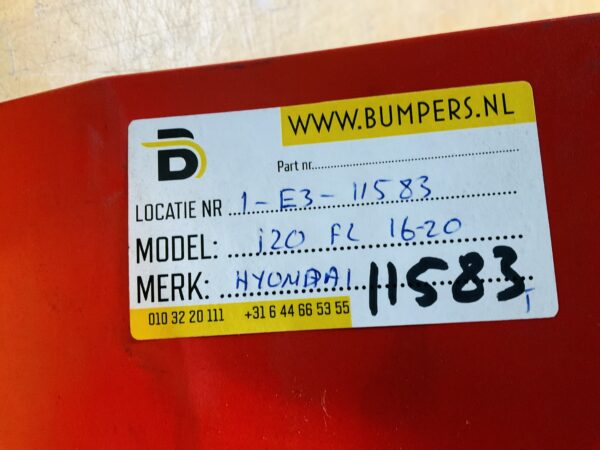 WWW.BUMPERS.NL
B
Part nr.
LOCATIE NR 1-E3-11583
MODEL: i20 FL 16-20
MERK: HYUNDAI 11583
T
010 32 20 111 +31 6 44 66 53 55